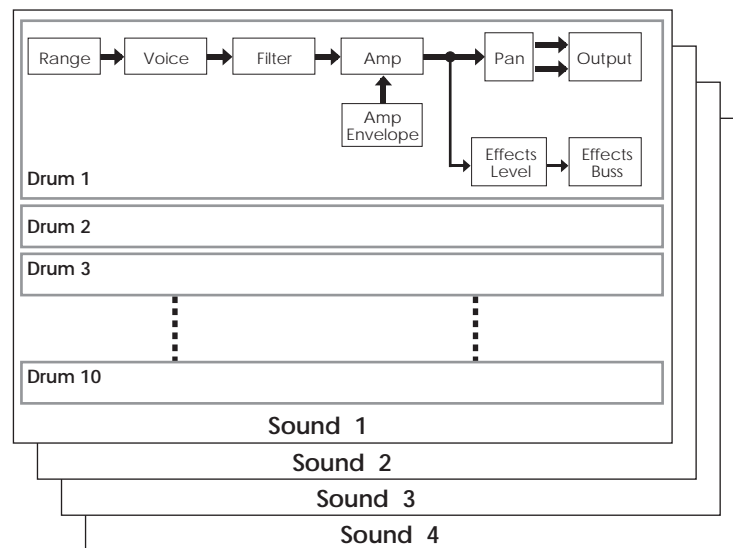 Range
Voice
Filter
Amp
Pan
Output
Amp
Envelope
Effects
Level
Effects
Buss
Drum 1
Drum 2
Drum 3
Drum 10
Sound 1
Sound 2
Sound 3
Sound 4